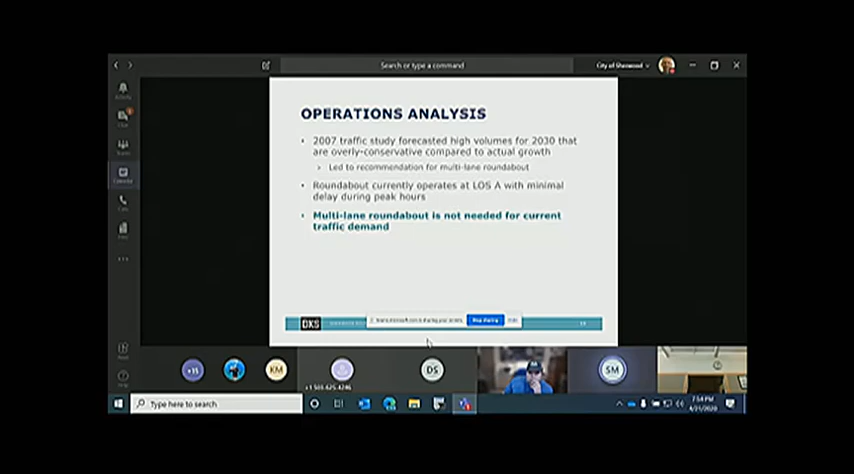 Search or type a command
City of Sherwood
OPERATIONS ANALYSIS
2007 traffic study forecasted high volumes for 2030 that
are overly-conservative compared to actual growth
Led to recommendation for multi-lane roundabout
Roundabout currently operates at LOS A with minimal
delay during peak hours
Multi-lane roundabout is not needed for current
traffic demand
DKS
Stop sharing
+15
KM
DS
SM
Type here to search
7:54 PM
4/21/2020